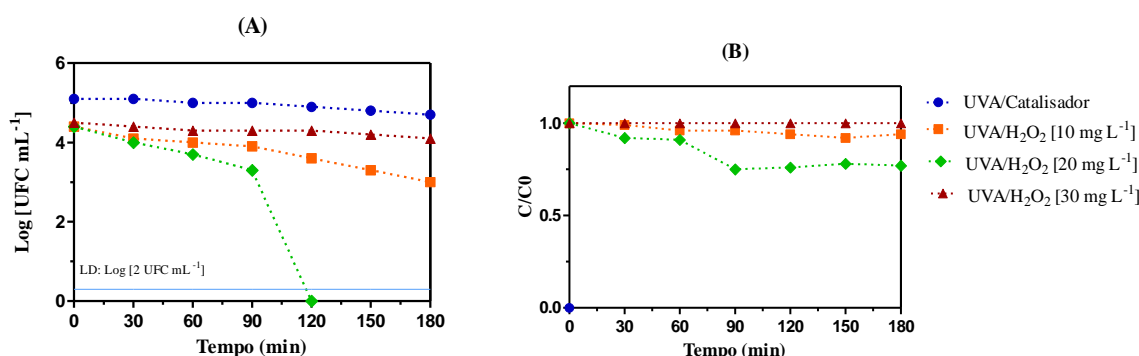 (A)
Log [UFC mL⁻¹]
6
4
2
0
LD: Log [2 UFC mL⁻¹]
0 30 60 90 120 150 180
Tempo (min)
(B)
C/C0
1.0
0.5
0.0
0 30 60 90 120 150 180
Tempo (min)
UVA/Catalisador
UVA/H₂O₂ [10 mg L⁻¹]
UVA/H₂O₂ [20 mg L⁻¹]
UVA/H₂O₂ [30 mg L⁻¹]